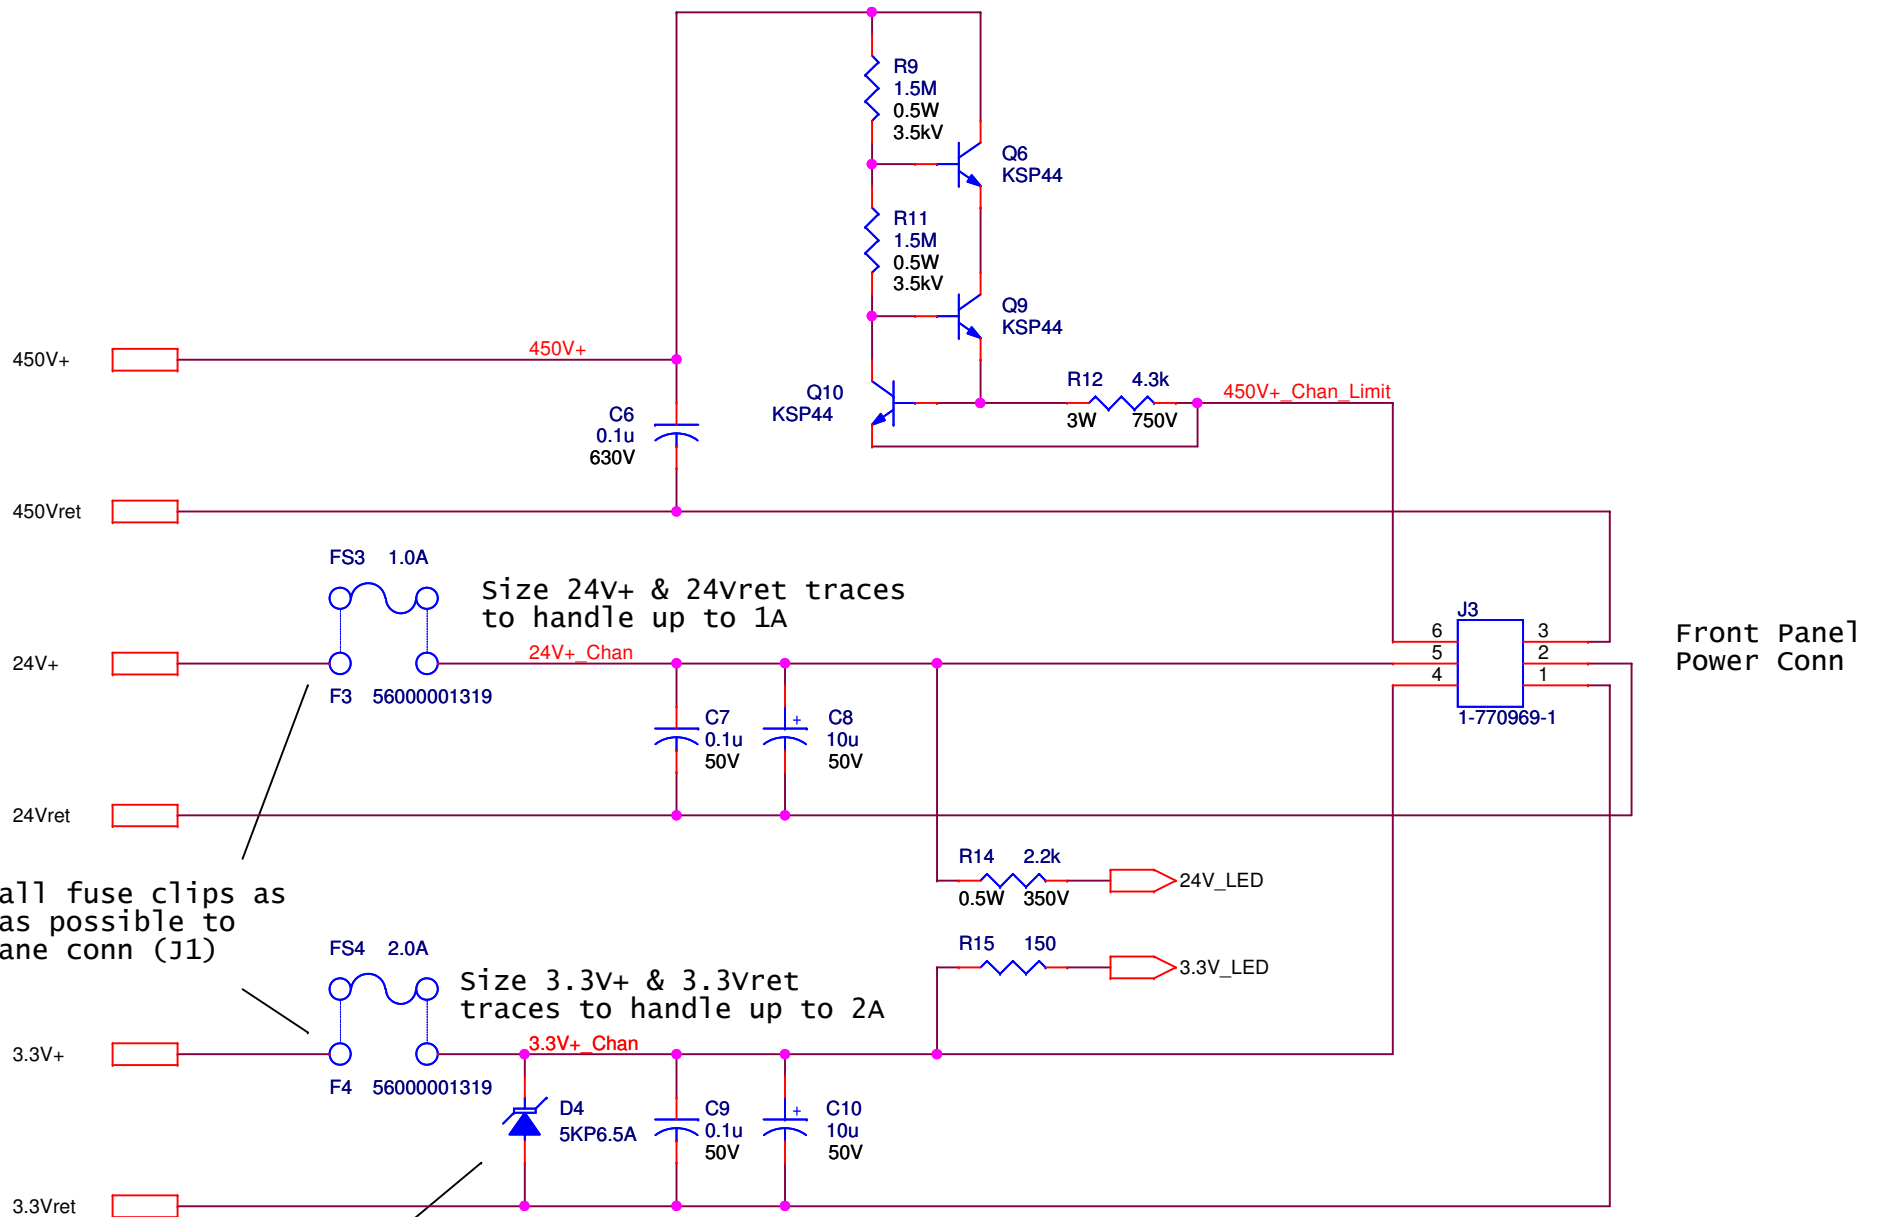 R9
1.5M
0.5W
3.5kV
Q6
KSP44
R11
1.5M
0.5W
3.5kV
Q9
KSP44
450V+
450V+
Q10
KSP44
R12 4.3k
3W 750V
450V+_Chan_Limit
C6
0.1u
630V
450Vret
FS3 1.0A
Size 24V+ & 24Vret traces
to handle up to 1A
24V+
24V+_Chan
F3 56000001319
J3
6 3
5 2
4 1
1-770969-1
Front Panel
Power Conn
C7
0.1u
50V
C8
10u
50V
24Vret
R14 2.2k
0.5W 350V
24V_LED
all fuse clips as
as possible to
ane conn (J1)
R15 150
3.3V_LED
FS4 2.0A
Size 3.3V+ & 3.3Vret
traces to handle up to 2A
3.3V+
3.3V+_Chan
F4 56000001319
D4
5KP6.5A
C9
0.1u
50V
C10
10u
50V
3.3Vret